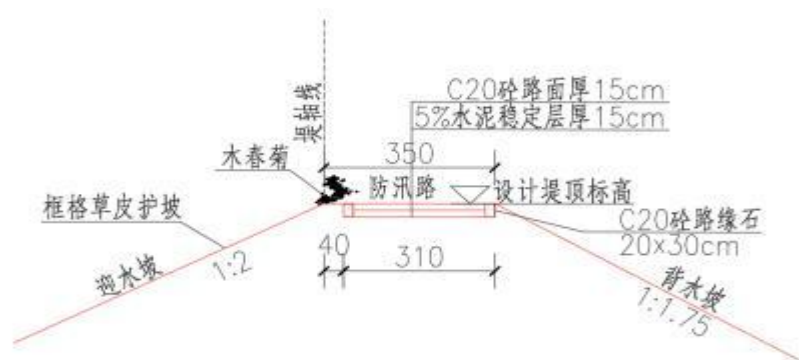 C20砼路面厚15cm
5%水泥稳定层厚15cm
堤轴线
木春菊
350
防汛路
设计堤顶标高
框格草皮护坡
C20砼路缘石
20×30cm
40
310
迎水坡
1:2
背水坡
1:1.75